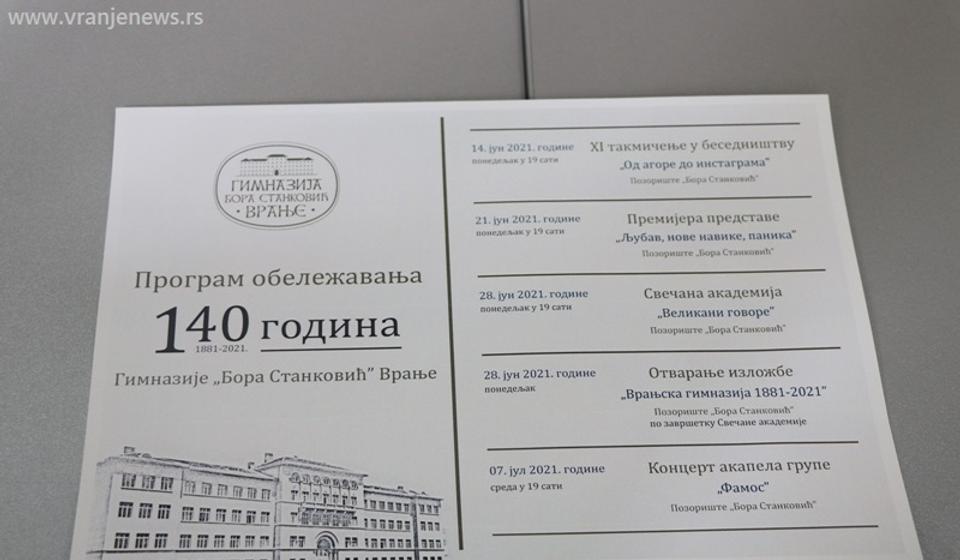 www.vranjenews.rs
ГИМНАЗИЈА
БОРА СТАНКОВИЋ
ВРАЊЕ
Програм обележавања
140 година
1881-2021.
Гимназије „Бора Станковић” Врање
14. јун 2021. године
понедељак у 19 сати
XI такмичење у беседништву
„Од агоре до инстаграма”
Позориште „Бора Станковић”
21. јун 2021. године
понедељак у 19 сати
Премијера представе
„Љубав, нове навике, паника”
Позориште „Бора Станковић”
28. јун 2021. године
понедељак у 19 сати
Свечана академија
„Великани говоре”
Позориште „Бора Станковић”
28. јун 2021. године
понедељак
Отварање изложбе
„Врањска гимназија 1881-2021”
Позориште „Бора Станковић”
по завршетку Свечане академије
07. јул 2021. године
среда у 19 сати
Концерт акапела групе
„Фамос”
Позориште „Бора Станковић”